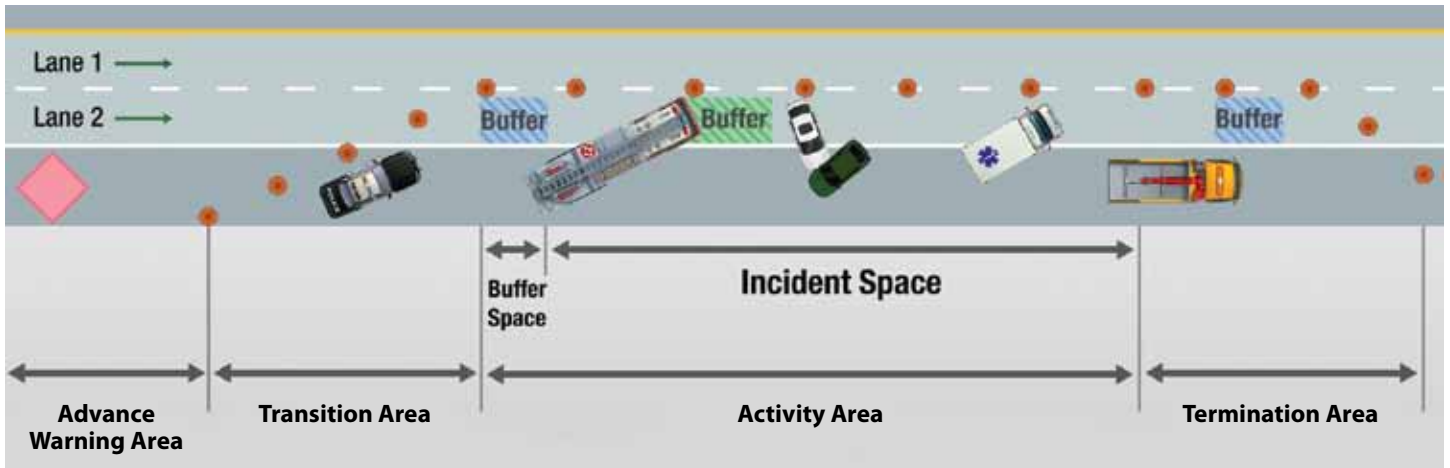 Lane 1
Lane 2
Buffer
Buffer
Buffer
Buffer
Space
Incident Space
Advance
Warning Area
Transition Area
Activity Area
Termination Area